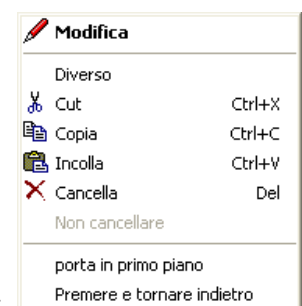 Modifica
Diverso
Cut Ctrl+X
Copia Ctrl+C
Incolla Ctrl+V
Cancella Del
Non cancellare
porta in primo piano
Premere e tornare indietro